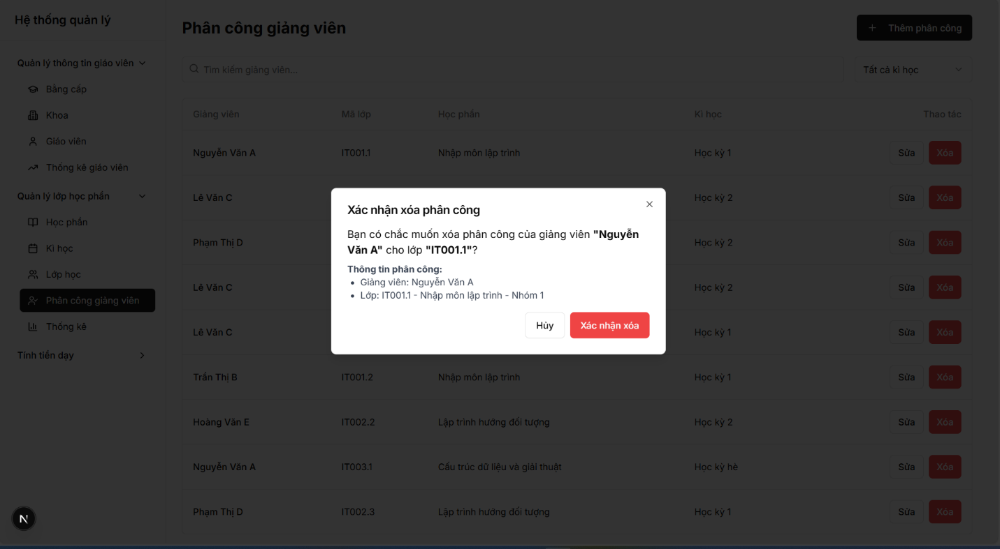 Hệ thống quản lý
Quản lý thông tin giáo viên
Bằng cấp
Khoa
Giáo viên
Thống kê giáo viên
Quản lý lớp học phần
Học phần
Kì học
Lớp học
Phân công giảng viên
Thống kê
Tính tiền dạy
N
Phân công giảng viên
+ Thêm phân công
Tìm kiếm giảng viên...
Tất cả kì học
Giảng viên Mã lớp Học phần Kì học Thao tác
Nguyễn Văn A IT001.1 Nhập môn lập trình Học kỳ 1 Sửa Xóa
Lê Văn C Học kỳ 2 Sửa Xóa
Phạm Thị D Học kỳ 2 Sửa Xóa
Lê Văn C Học kỳ 2 Sửa Xóa
Lê Văn C Học kỳ 1 Sửa Xóa
Trần Thị B IT001.2 Nhập môn lập trình Học kỳ 1 Sửa Xóa
Hoàng Văn E IT002.2 Lập trình hướng đối tượng Học kỳ 2 Sửa Xóa
Nguyễn Văn A IT003.1 Cấu trúc dữ liệu và giải thuật Học kỳ hè Sửa Xóa
Phạm Thị D IT002.3 Lập trình hướng đối tượng Học kỳ 1 Sửa Xóa
Xác nhận xóa phân công
Bạn có chắc muốn xóa phân công của giảng viên "Nguyễn
Văn A" cho lớp "IT001.1"?
Thông tin phân công:
• Giảng viên: Nguyễn Văn A
• Lớp: IT001.1 - Nhập môn lập trình - Nhóm 1
Hủy Xác nhận xóa